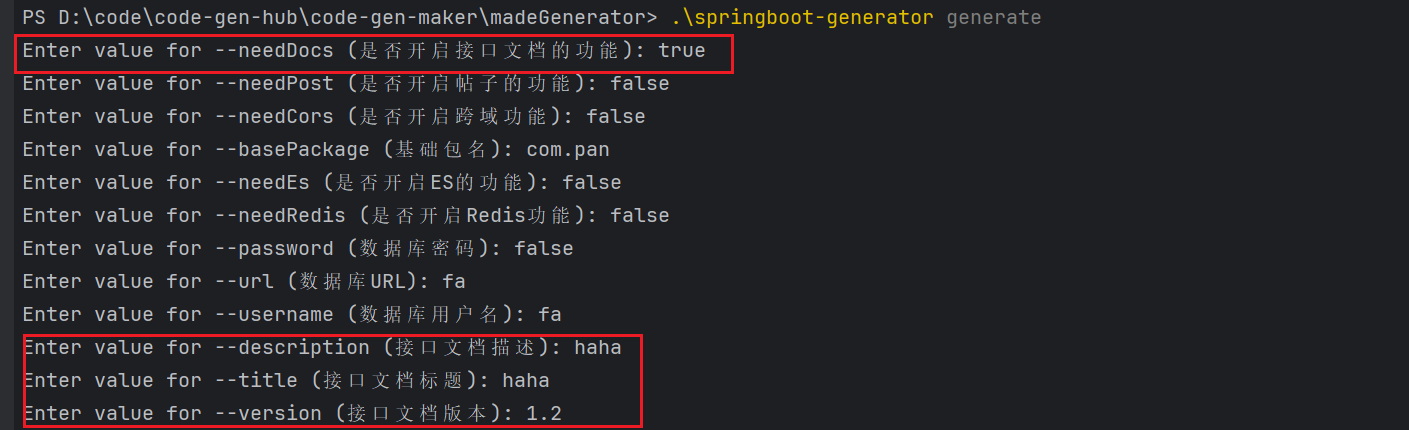 PS D:\code\code-gen-hub\code-gen-maker\madeGenerator> .\springboot-generator generate
Enter value for --needDocs (是否开启接口文档的功能): true
Enter value for --needPost (是否开启帖子的功能): false
Enter value for --needCors (是否开启跨域功能): false
Enter value for --basePackage (基础包名): com.pan
Enter value for --needEs (是否开启ES的功能): false
Enter value for --needRedis (是否开启Redis功能): false
Enter value for --password (数据库密码): false
Enter value for --url (数据库URL): fa
Enter value for --username (数据库用户名): fa
Enter value for --description (接口文档描述): haha
Enter value for --title (接口文档标题): haha
Enter value for --version (接口文档版本): 1.2